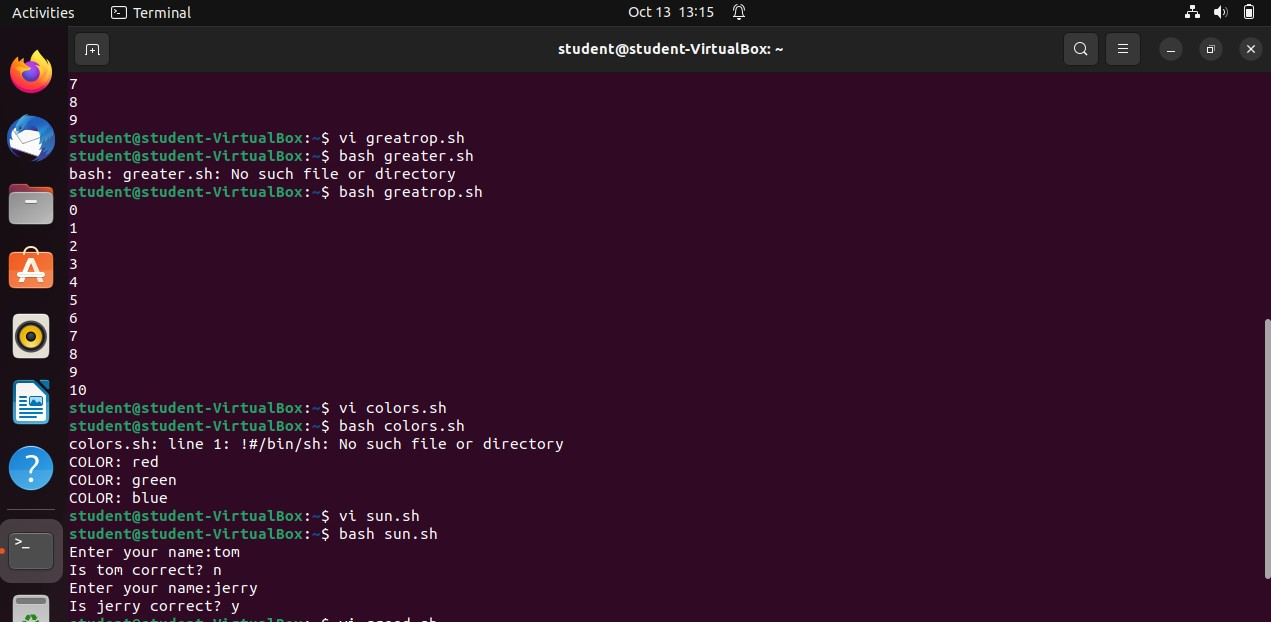 Activities
Terminal
Oct 13 13:15
student@student-VirtualBox: ~
7
8
9
student@student-VirtualBox:~$ vi greatrop.sh
student@student-VirtualBox:~$ bash greater.sh
bash: greater.sh: No such file or directory
student@student-VirtualBox:~$ bash greatrop.sh
0
1
2
3
4
5
6
7
8
9
10
student@student-VirtualBox:~$ vi colors.sh
student@student-VirtualBox:~$ bash colors.sh
colors.sh: line 1: !#/bin/sh: No such file or directory
COLOR: red
COLOR: green
COLOR: blue
student@student-VirtualBox:~$ vi sun.sh
student@student-VirtualBox:~$ bash sun.sh
Enter your name:tom
Is tom correct? n
Enter your name:jerry
Is jerry correct? y
student@student-VirtualBox:~$ vi